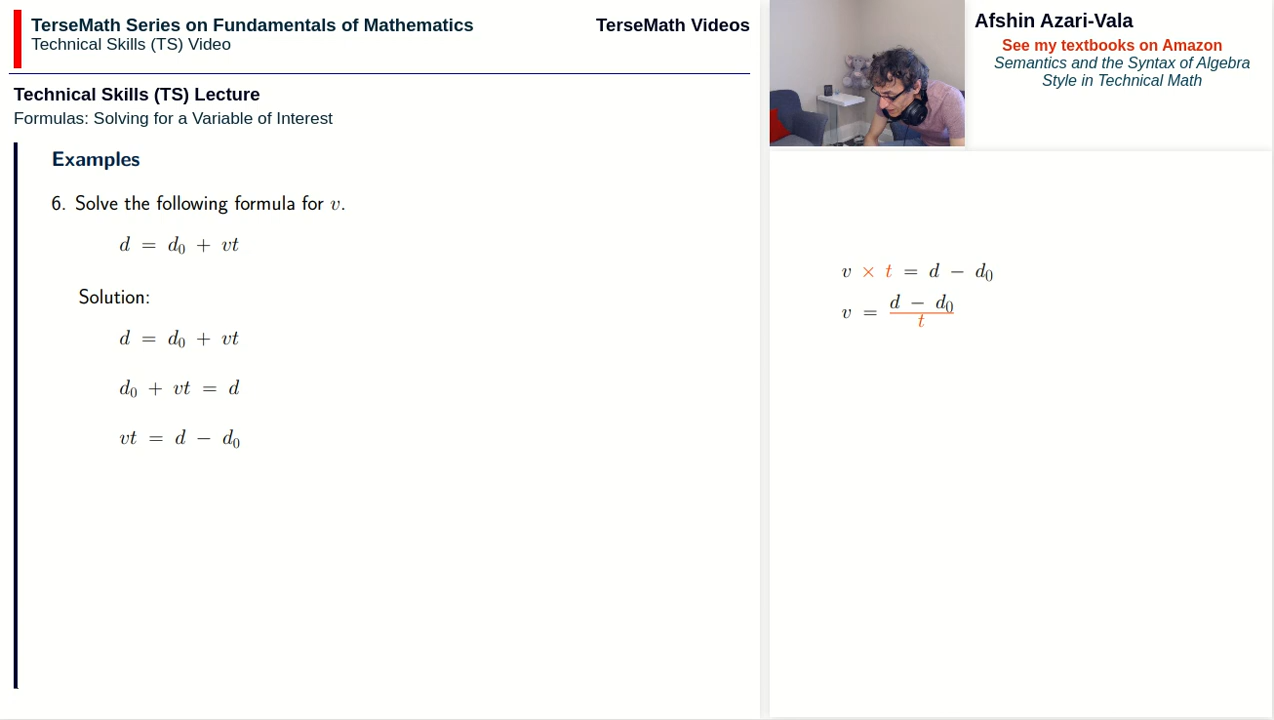 TerseMath Series on Fundamentals of Mathematics
Technical Skills (TS) Video
TerseMath Videos
Technical Skills (TS) Lecture
Formulas: Solving for a Variable of Interest
Examples
6. Solve the following formula for v.
d = d₀ + vt
Solution:
d = d₀ + vt
d₀ + vt = d
vt = d − d₀
Afshin Azari-Vala
See my textbooks on Amazon
Semantics and the Syntax of Algebra
Style in Technical Math
v × t = d − d₀
v = (d − d₀)/t